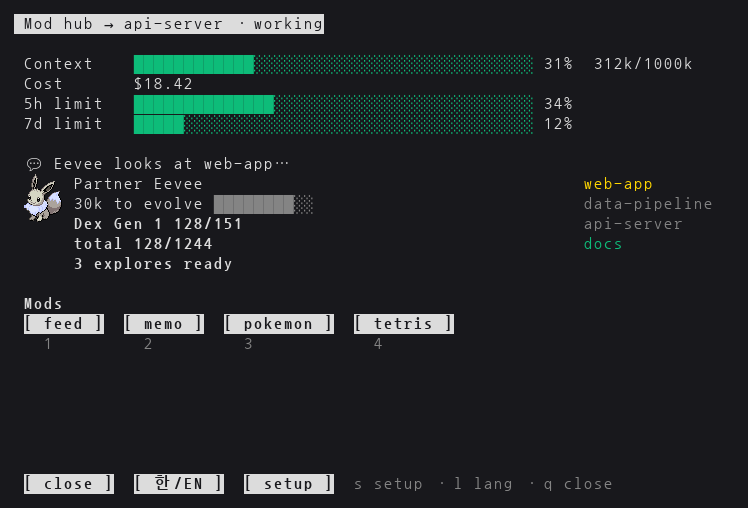 Mod hub → api-server · working
Context 31% 312k/1000k
Cost $18.42
5h limit 34%
7d limit 12%
💬 Eevee looks at web-app…
Partner Eevee web-app
30k to evolve data-pipeline
Dex Gen 1 128/151 api-server
total 128/1244 docs
3 explores ready
Mods
[ feed ] [ memo ] [ pokemon ] [ tetris ]
1 2 3 4
[ close ] [ 한/EN ] [ setup ] s setup · l lang · q close